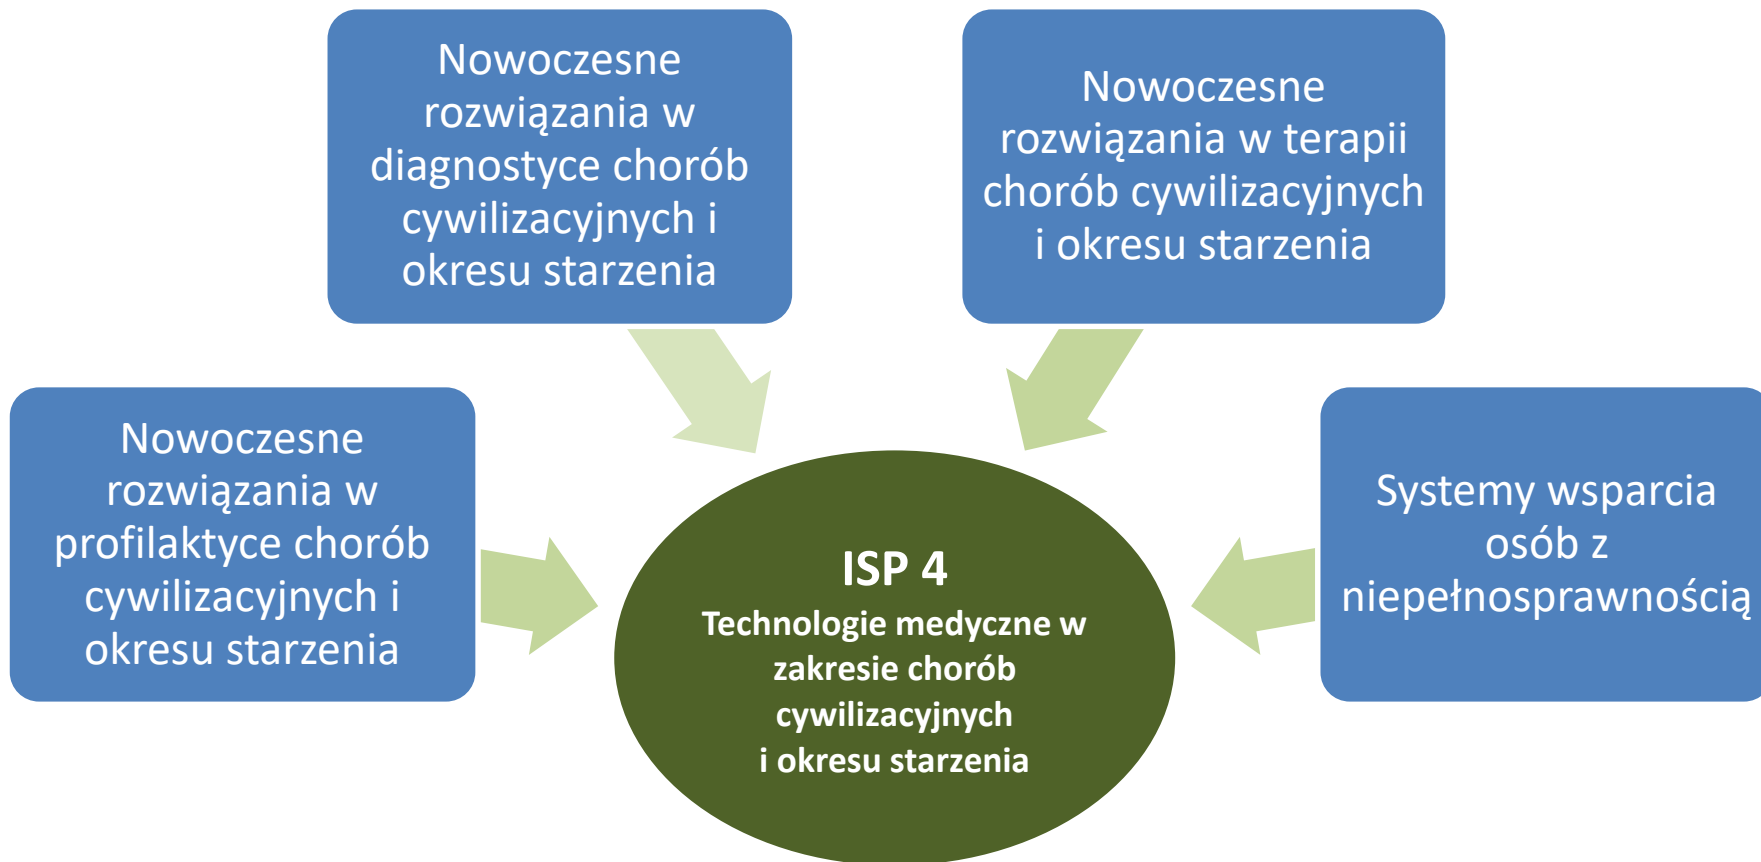 Nowoczesne
rozwiązania w
diagnostyce chorób
cywilizacyjnych i
okresu starzenia
Nowoczesne
rozwiązania w terapii
chorób cywilizacyjnych
i okresu starzenia
Nowoczesne
rozwiązania w
profilaktyce chorób
cywilizacyjnych i
okresu starzenia
Systemy wsparcia
osób z
niepełnosprawnością
ISP 4
Technologie medyczne w
zakresie chorób
cywilizacyjnych
i okresu starzenia